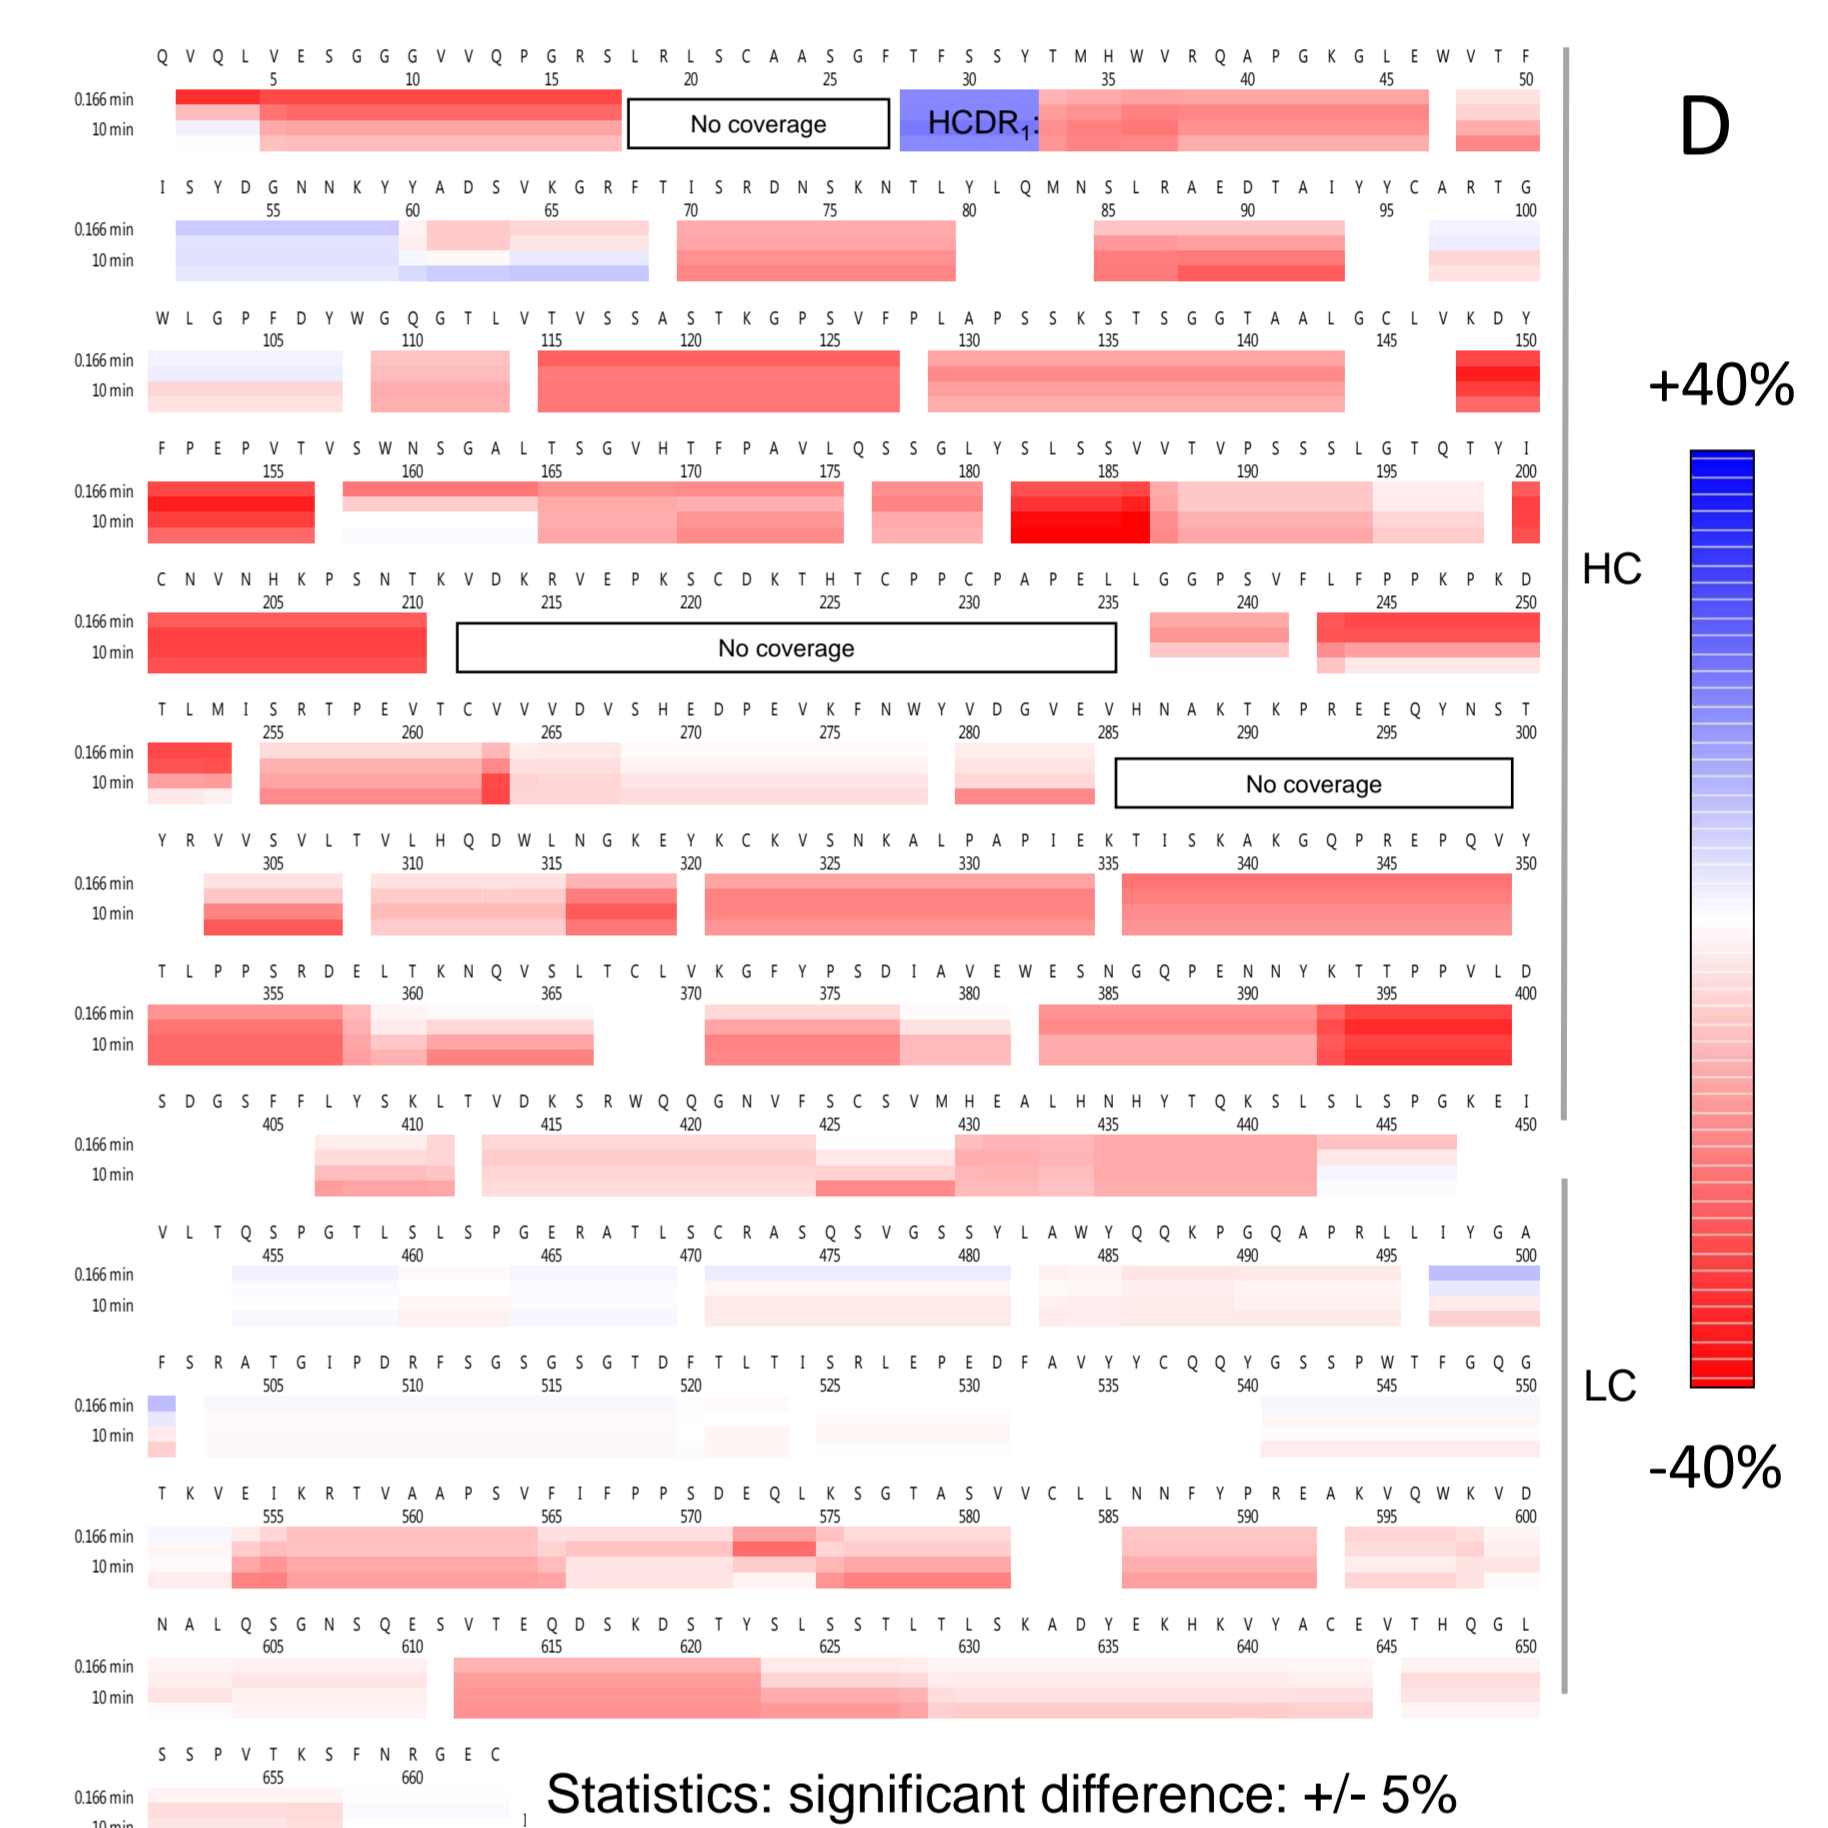 Q V Q L V E S G G G V V Q P G R S L R L S C A A S G F T F S S Y T M H W V R Q A P G K G L E W V T F
5 10 15 20 25 30 35 40 45 50
0.166 min
10 min
No coverage
HCDR1:
D
I S Y D G N N K Y Y A D S V K G R F T I S R D N S K N T L Y L Q M N S L R A E D T A I Y Y C A R T G
55 60 65 70 75 80 85 90 95 100
0.166 min
10 min
W L G P F D Y W G Q G T L V T V S S A S T K G P S V F P L A P S S K S T S G G T A A L G C L V K D Y
105 110 115 120 125 130 135 140 145 150
0.166 min
10 min
+40%
F P E P V T V S W N S G A L T S G V H T F P A V L Q S S G L Y S L S S V V T V P S S S L G T Q T Y I
155 160 165 170 175 180 185 190 195 200
0.166 min
10 min
HC
C N V N H K P S N T K V D K R V E P K S C D K T H T C P P C P A P E L L G G P S V F L F P P K P K D
205 210 215 220 225 230 235 240 245 250
0.166 min
10 min
No coverage
T L M I S R T P E V T C V V V D V S H E D P E V K F N W Y V D G V E V H N A K T K P R E E Q Y N S T
255 260 265 270 275 280 285 290 295 300
0.166 min
10 min
No coverage
Y R V V S V L T V L H Q D W L N G K E Y K C K V S N K A L P A P I E K T I S K A K G Q P R E P Q V Y
305 310 315 320 325 330 335 340 345 350
0.166 min
10 min
T L P P S R D E L T K N Q V S L T C L V K G F Y P S D I A V E W E S N G Q P E N N Y K T T P P V L D
355 360 365 370 375 380 385 390 395 400
0.166 min
10 min
S D G S F F L Y S K L T V D K S R W Q Q G N V F S C S V M H E A L H N H Y T Q K S L S L S P G K E I
405 410 415 420 425 430 435 440 445 450
0.166 min
10 min
V L T Q S P G T L S L S P G E R A T L S C R A S Q S V G S S Y L A W Y Q Q K P G Q A P R L L I Y G A
455 460 465 470 475 480 485 490 495 500
0.166 min
10 min
F S R A T G I P D R F S G S G S G T D F T L T I S R L E P E D F A V Y Y C Q Q Y G S S P W T F G Q G
505 510 515 520 525 530 535 540 545 550
0.166 min
10 min
LC
-40%
T K V E I K R T V A A P S V F I F P P S D E Q L K S G T A S V V C L L N N F Y P R E A K V Q W K V D
555 560 565 570 575 580 585 590 595 600
0.166 min
10 min
N A L Q S G N S Q E S V T E Q D S K D S T Y S L S S T L T L S K A D Y E K H K V Y A C E V T H Q G L
605 610 615 620 625 630 635 640 645 650
0.166 min
10 min
S S P V T K S F N R G E C
655 660
0.166 min
10 min
Statistics: significant difference: +/- 5%